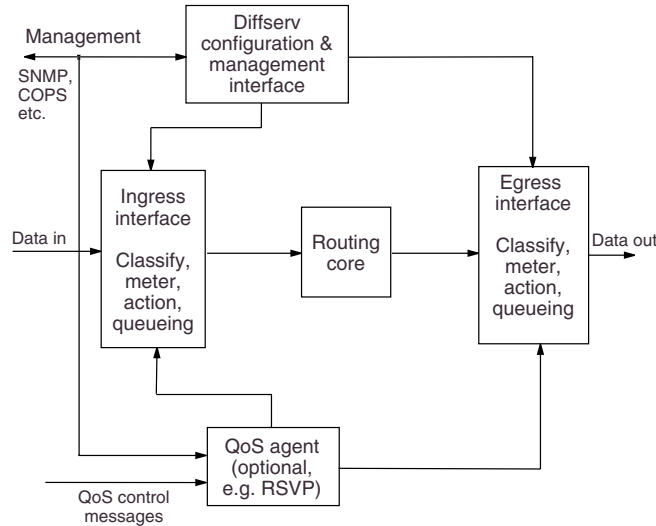 Diffserv
configuration &
management
interface
Management
SNMP,
COPS
etc.
Ingress
interface
Classify,
meter,
action,
queueing
Data in
Routing
core
Egress
interface
Classify,
meter,
action,
queueing
Data out
QoS agent
(optional,
e.g. RSVP)
QoS control
messages